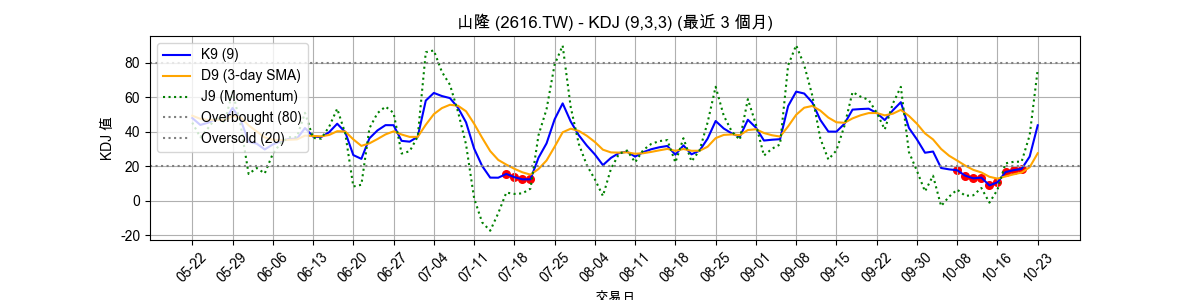 山隆 (2616.TW) - KDJ (9,3,3) (最近 3 個月)
K9 (9)
D9 (3-day SMA)
J9 (Momentum)
Overbought (80)
Oversold (20)
KDJ 值
80
60
40
20
0
-20
05-22 05-29 06-06 06-13 06-20 06-27 07-04 07-11 07-18 07-25 08-04 08-11 08-18 08-25 09-01 09-08 09-15 09-22 09-30 10-08 10-16 10-23
交易日